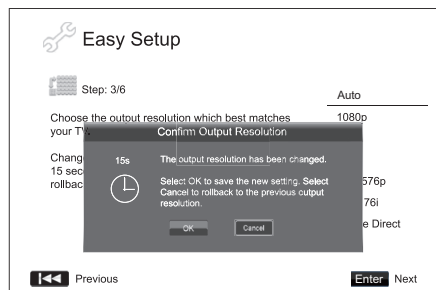 Easy Setup
Step: 3/6
Auto
Choose the output resolution which best matches
your TV.
1080p
Confirm Output Resolution
Chang
15 sec
rollbac
15s
The output resolution has been changed.
Select OK to save the new setting. Select
Cancel to rollback to the previous output
resolution.
OK
Cancel
576p
76i
e Direct
Previous
Enter
Next